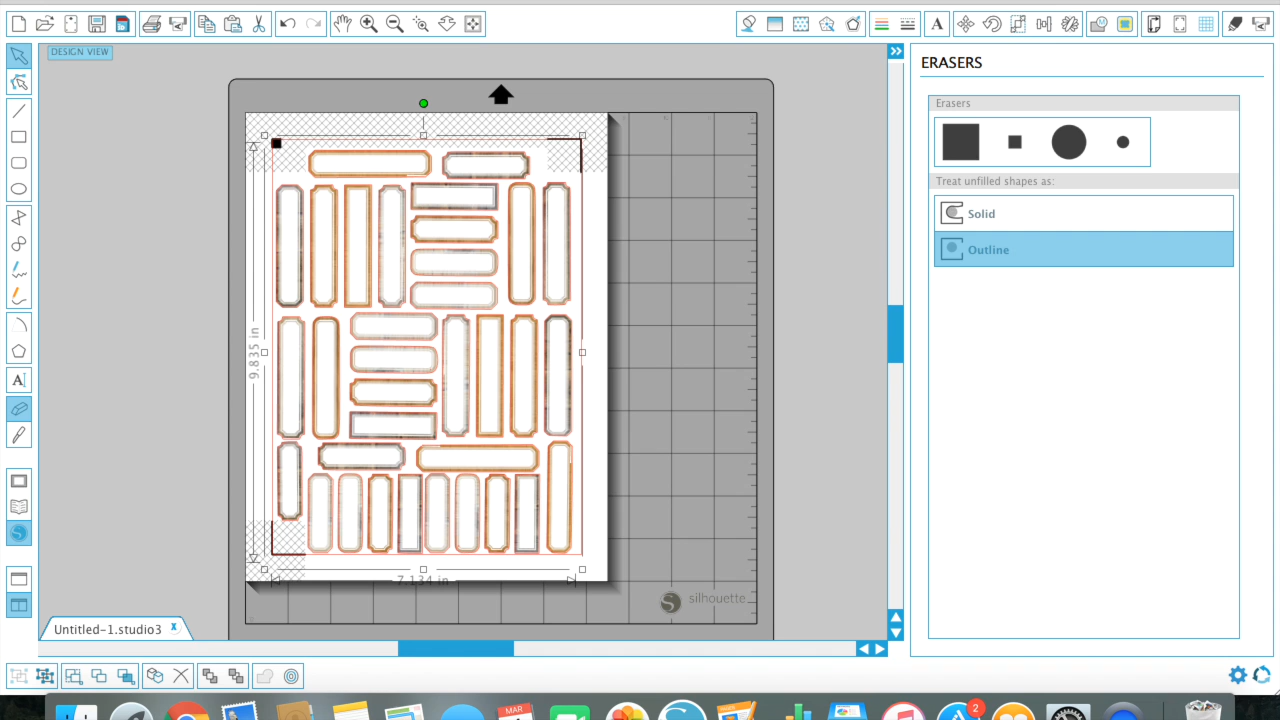 DESIGN VIEW
ERASERS
Erasers
Treat unfilled shapes as:
Solid
Outline
9.835 in
7.134 in
silhouette
Untitled-1.studio3
x
A
A
MAR
2